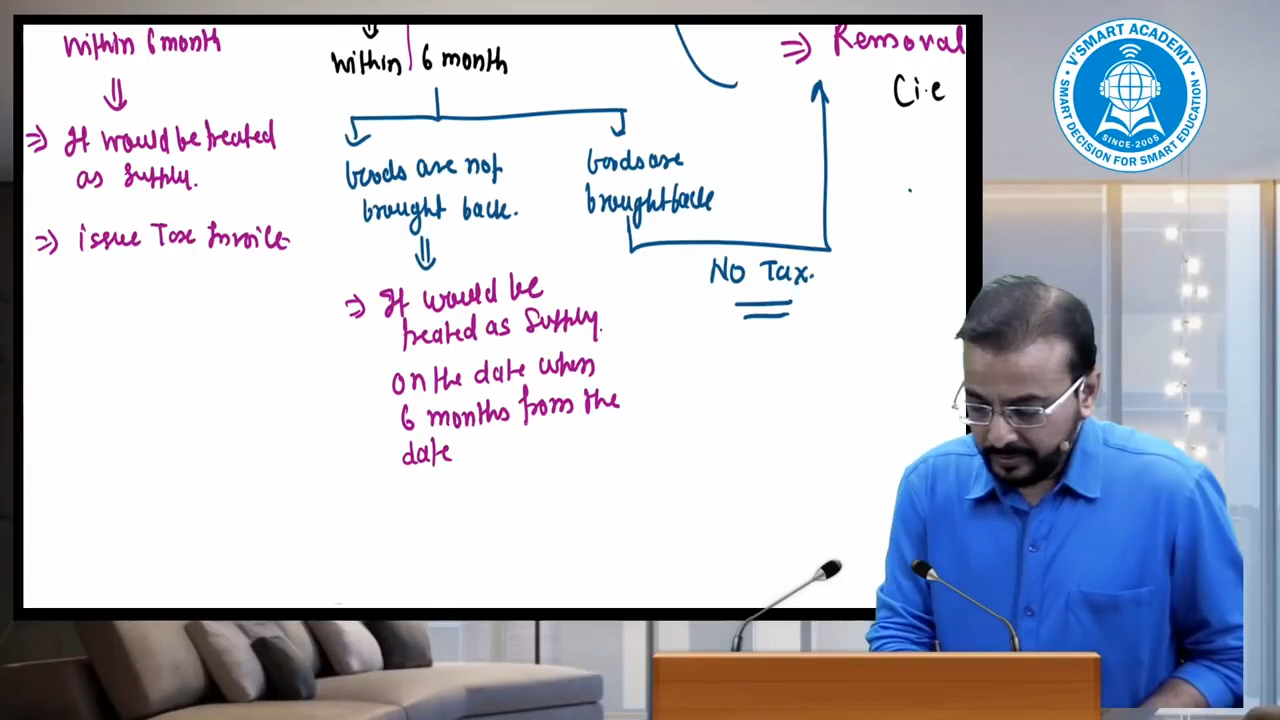 within 6 month
⇒ It would be treated
as supply.
⇒ issue Tax Invoice
within 6 month
Goods are not
brought back.
⇒ It would be
treated as supply.
on the date when
6 months from the
date
Goods are
brought back
No Tax.
⇒ Removal
(i.e
V'SMART ACADEMY
SINCE-2005
SMART DECISION FOR SMART EDUCATION